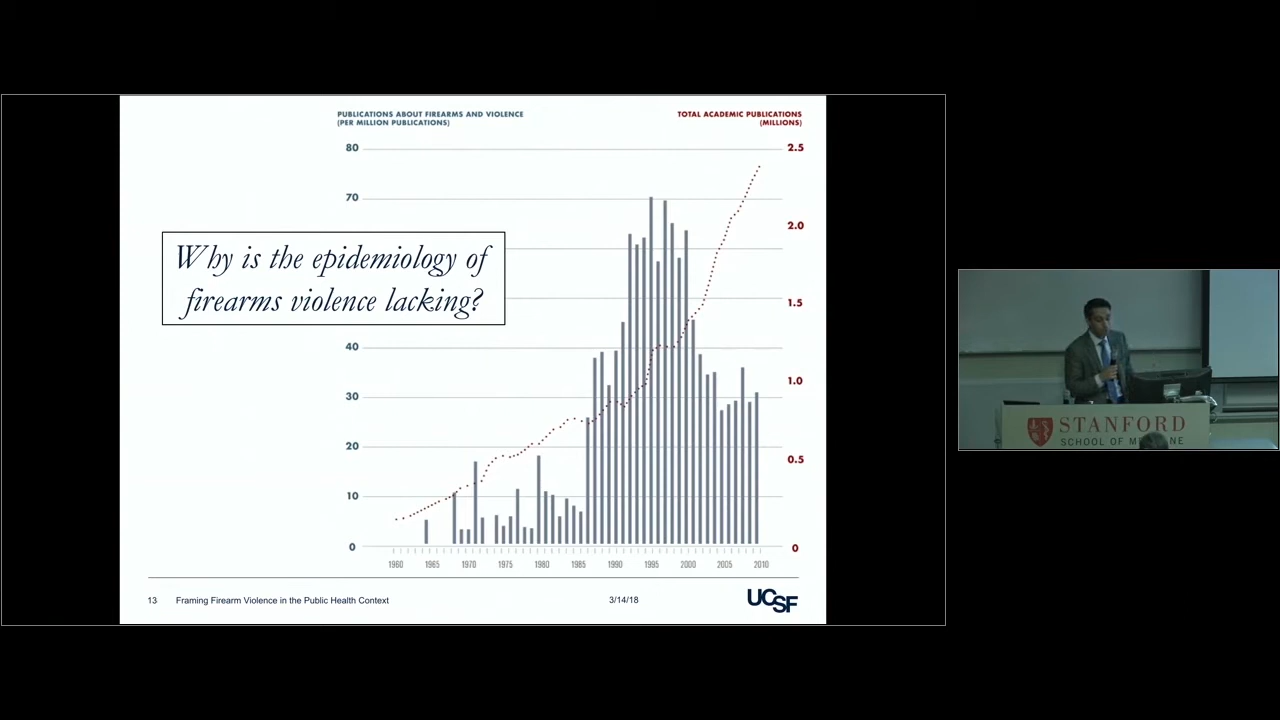 PUBLICATIONS ABOUT FIREARMS AND VIOLENCE
(PER MILLION PUBLICATIONS)
TOTAL ACADEMIC PUBLICATIONS
(MILLIONS)
80
70
40
30
20
10
0
2.5
2.0
1.5
1.0
0.5
0
Why is the epidemiology of
firearms violence lacking?
1960 1965 1970 1975 1980 1985 1990 1995 2000 2005 2010
13 Framing Firearm Violence in the Public Health Context 3/14/18 UCSF
STANFORD
SCHOOL OF